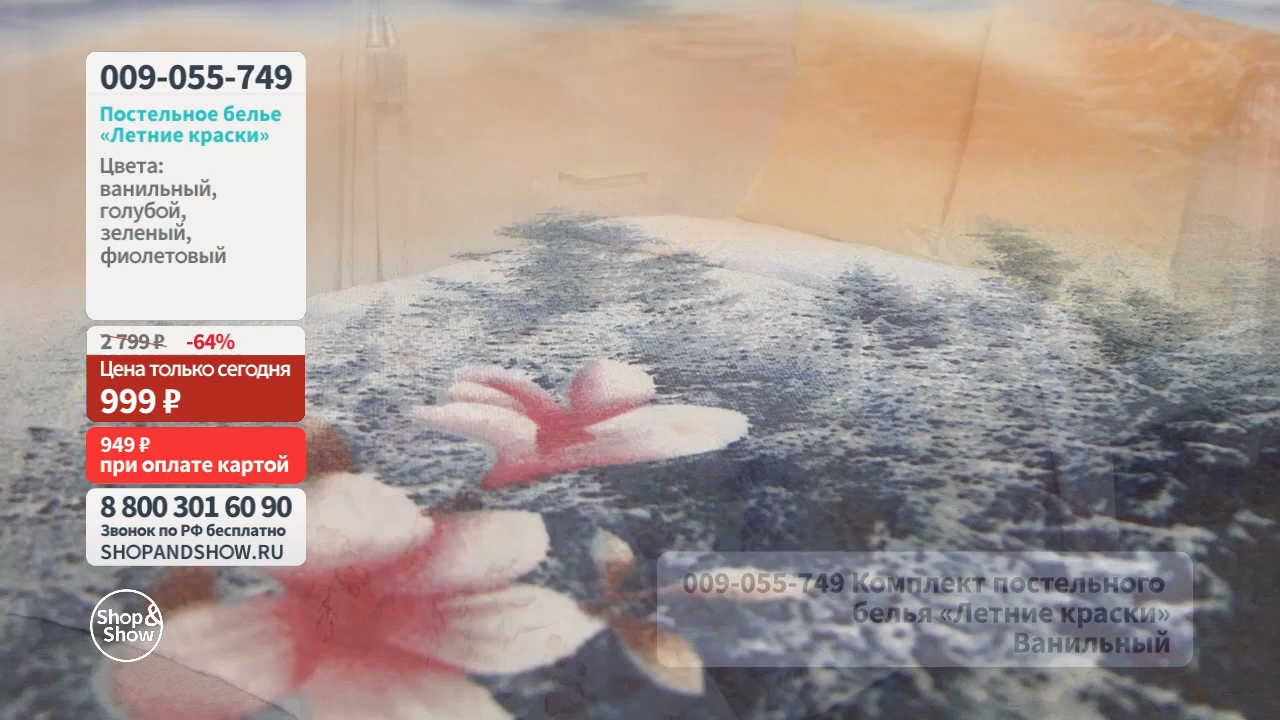 009-055-749
Постельное белье
«Летние краски»
Цвета:
ванильный,
голубой,
зеленый,
фиолетовый
2 799 ₽ -64%
Цена только сегодня
999 ₽
949 ₽
при оплате картой
8 800 301 60 90
Звонок по РФ бесплатно
SHOPANDSHOW.RU
Shop &
Show
009-055-749 Комплект постельного
белья «Летние краски»
Ванильный